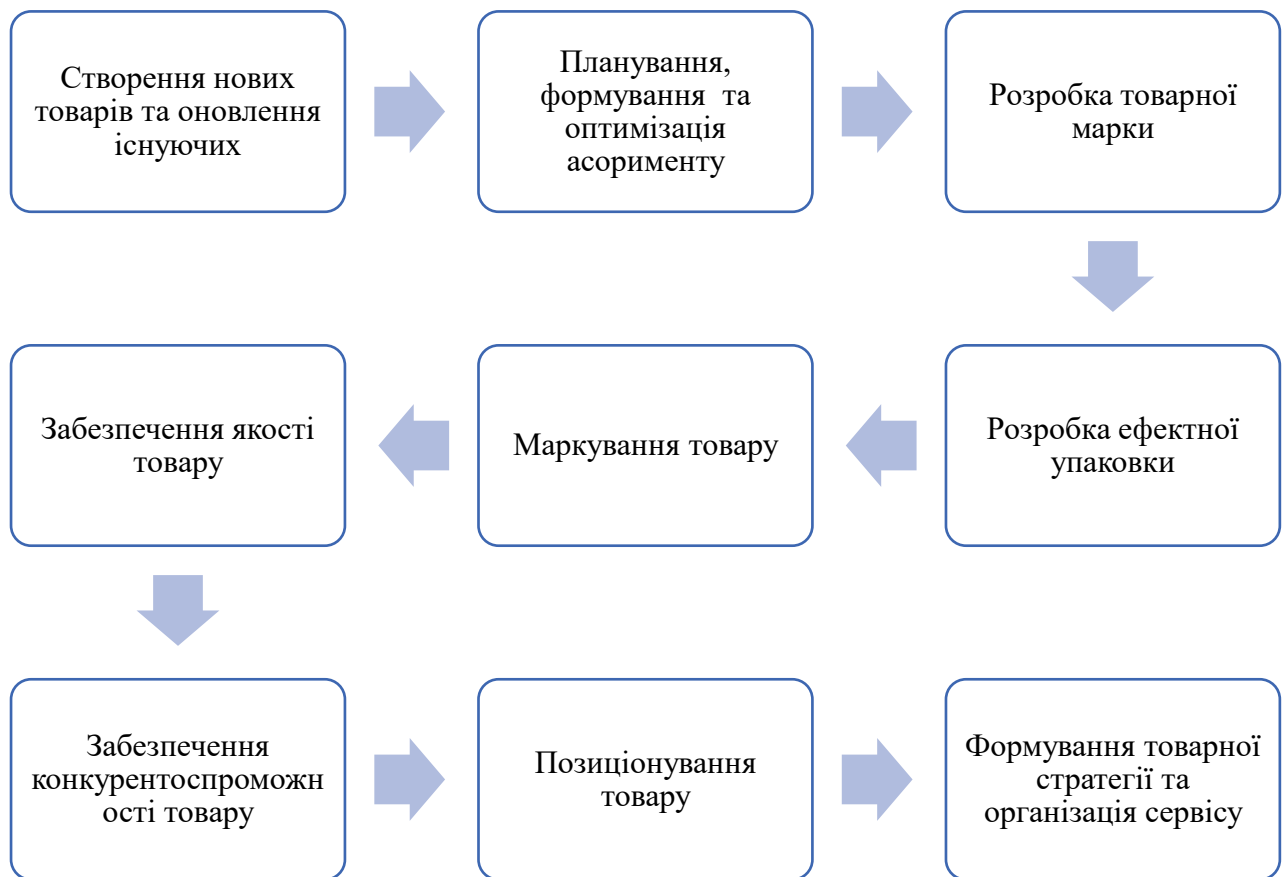 Створення нових
товарів та оновлення
існуючих
Планування,
формування та
оптимізація
асорименту
Розробка товарної
марки
Розробка ефектної
упаковки
Маркування товару
Забезпечення якості
товару
Забезпечення
конкурентоспроможн
ості товару
Позиціонування
товару
Формування товарної
стратегії та
організація сервісу